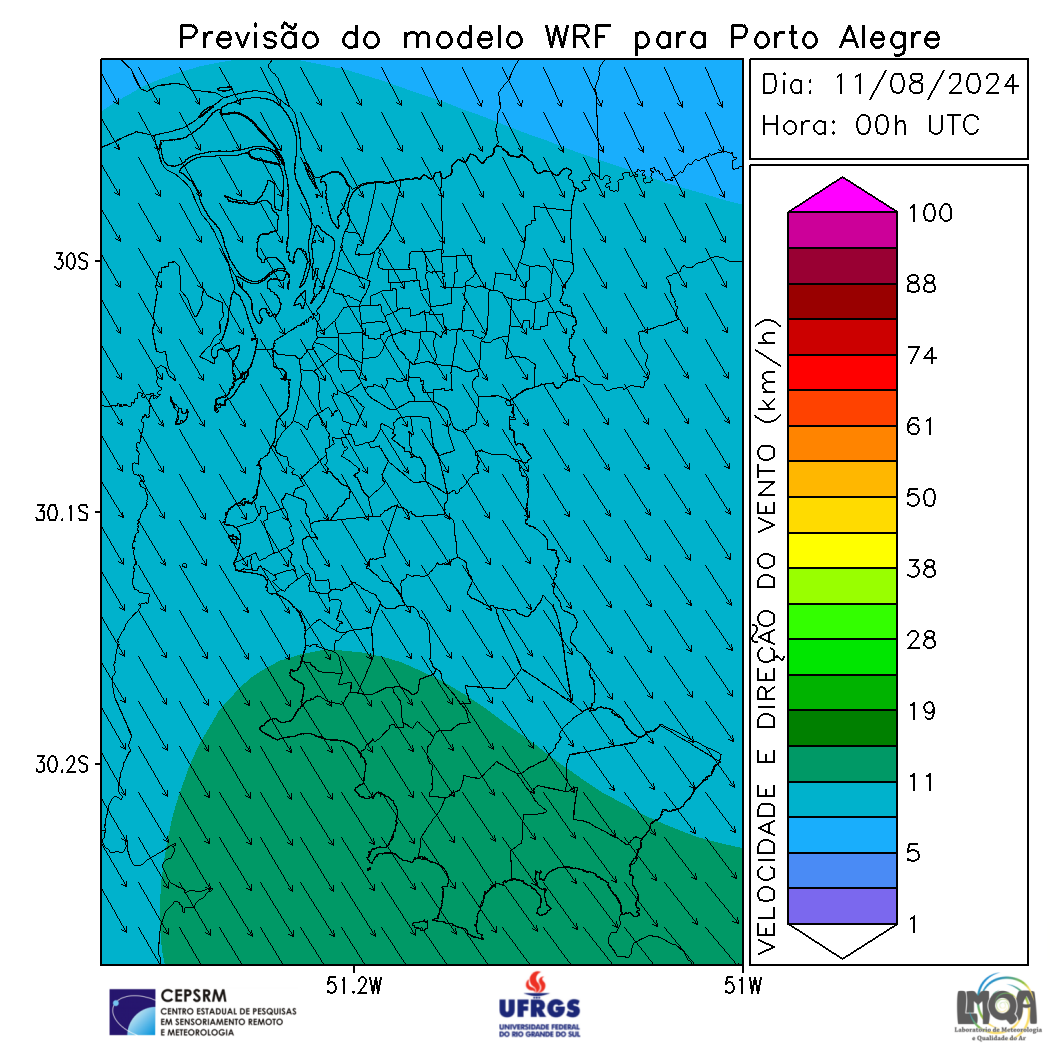 Previsão do modelo WRF para Porto Alegre
Dia: 11/08/2024
Hora: 00h UTC
30S
30.1S
30.2S
51.2W
51W
VELOCIDADE E DIREÇÃO DO VENTO (km/h)
100
88
74
61
50
38
28
19
11
5
1
CEPSRM
CENTRO ESTADUAL DE PESQUISAS
EM SENSORIAMENTO REMOTO
E METEOROLOGIA
UFRGS
UNIVERSIDADE FEDERAL
DO RIO GRANDE DO SUL
LMQA
Laboratório de Meteorologia
e Qualidade do Ar